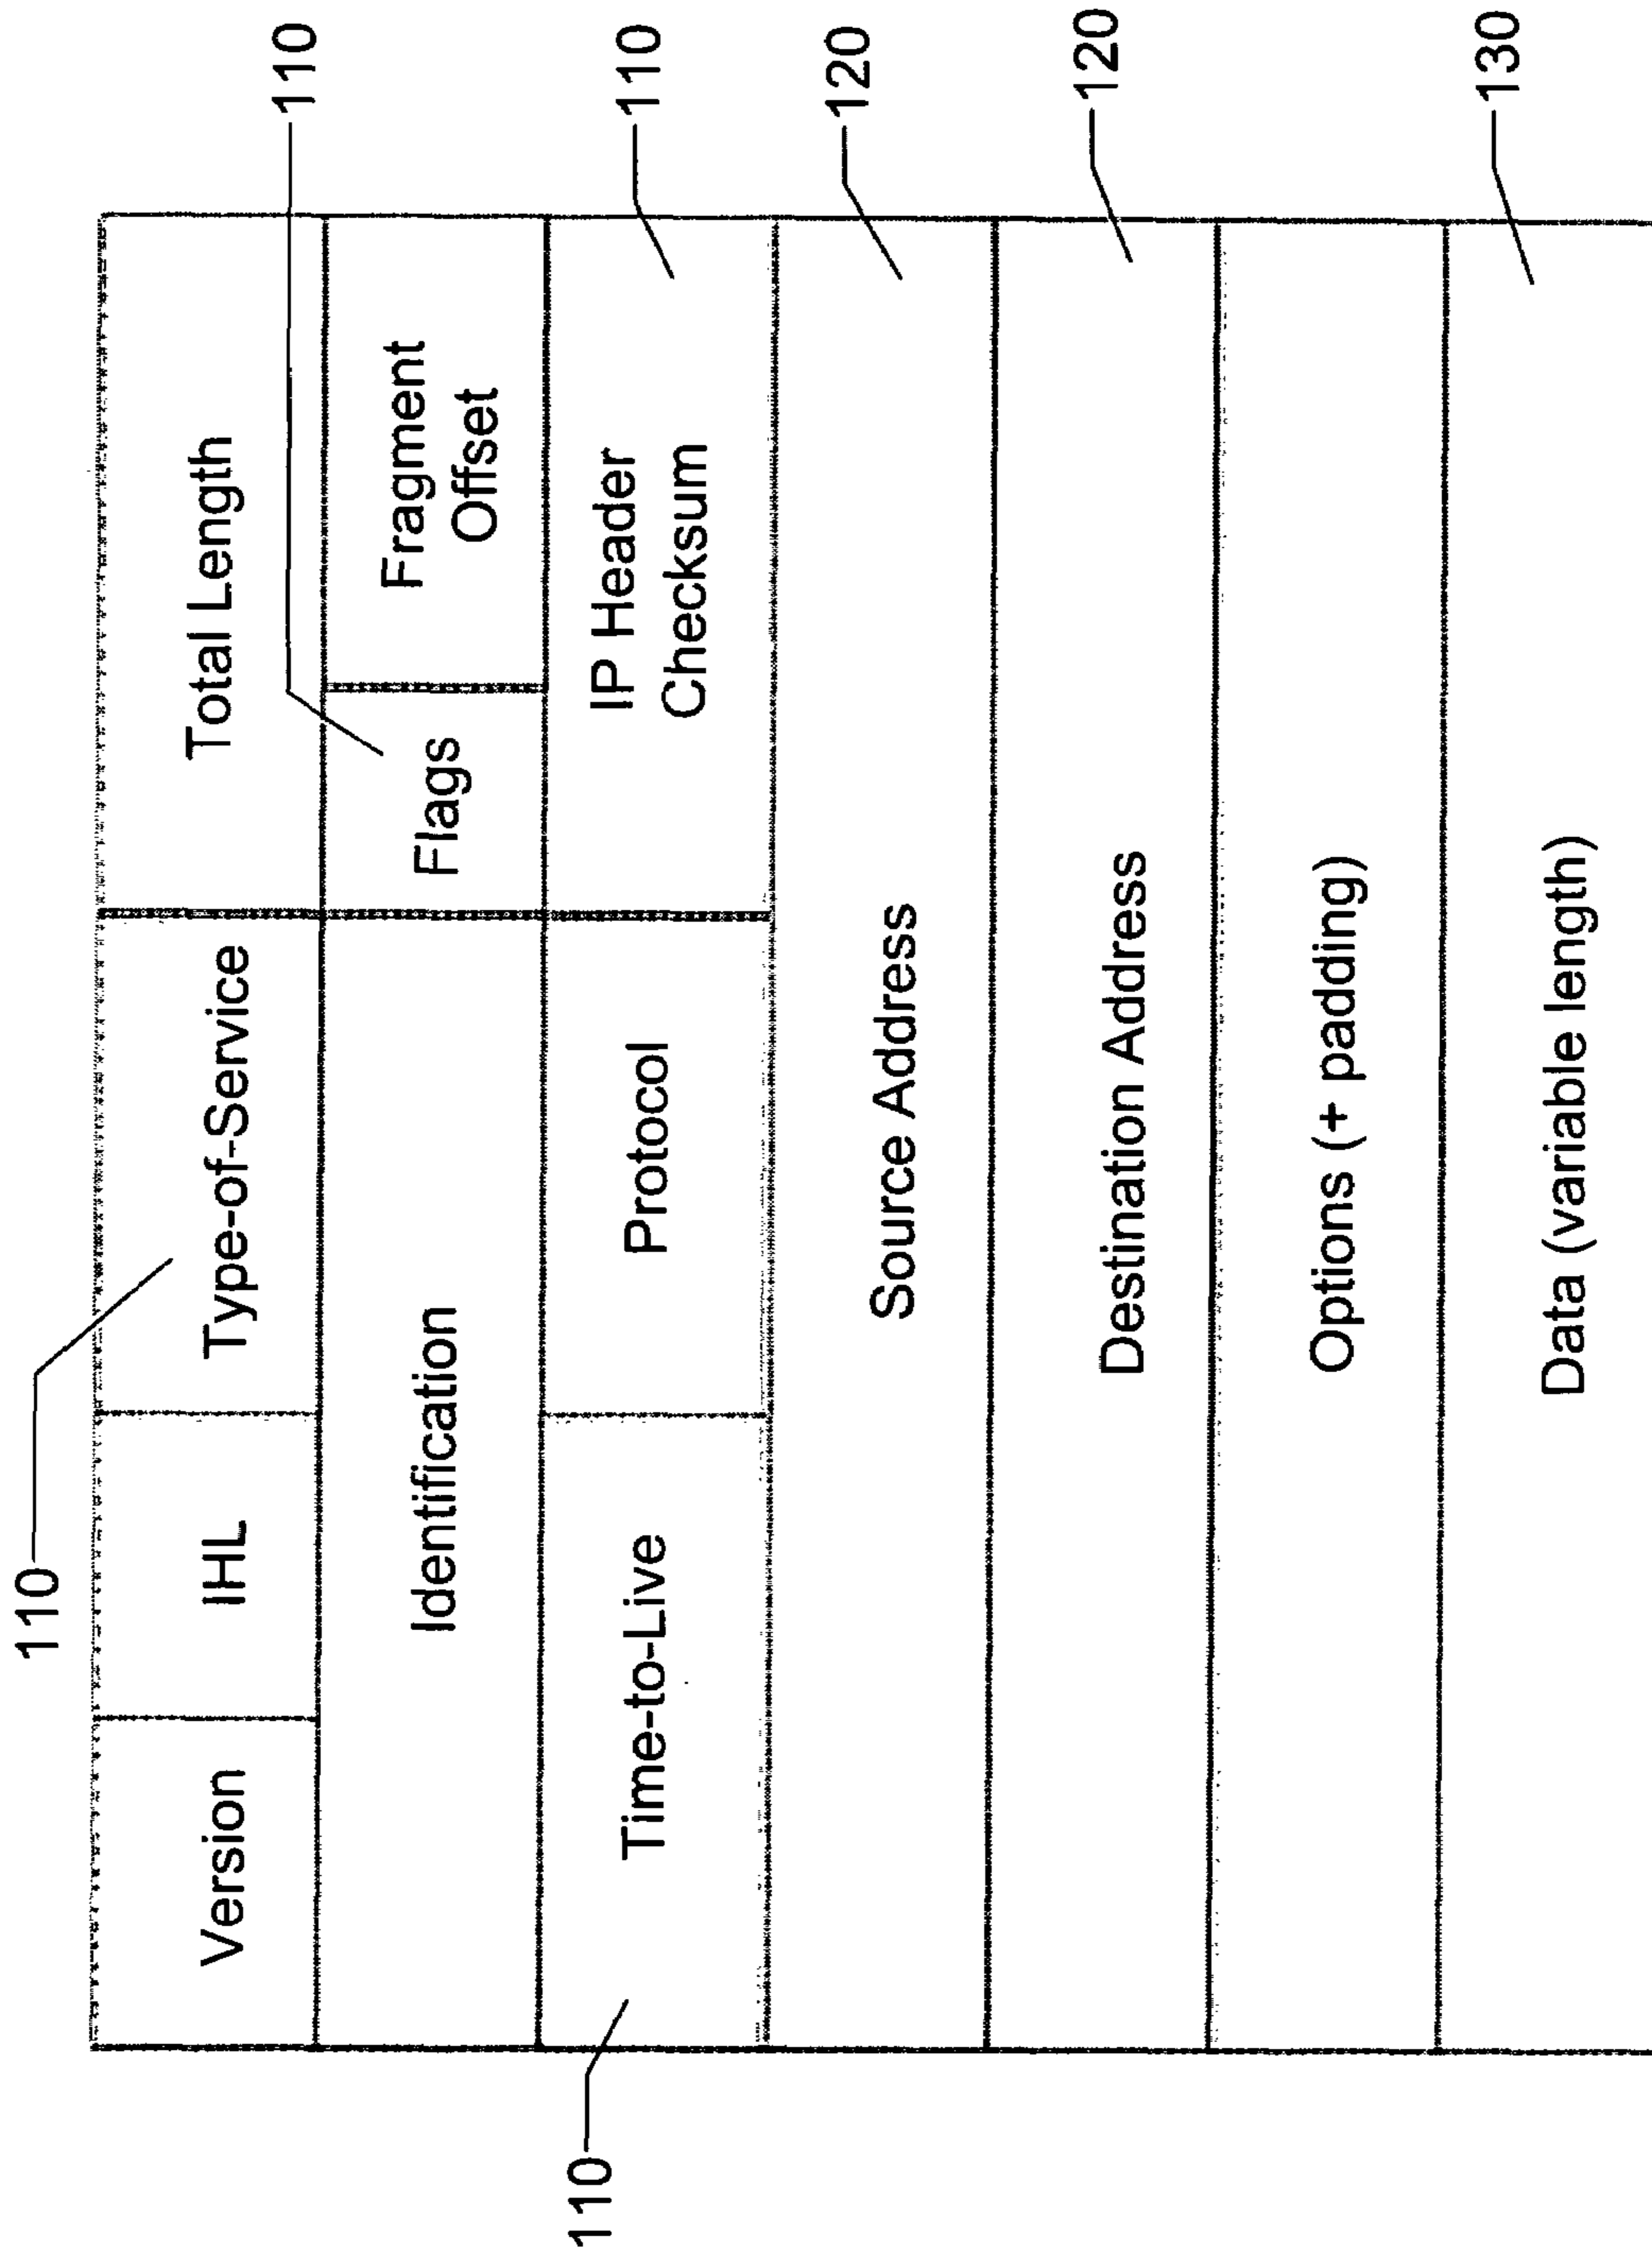 110
110
Version
IHL
Type-of-Service
Total Length
Identification
Flags
Fragment
Offset
110
Time-to-Live
Protocol
IP Header
Checksum
110
Source Address
120
Destination Address
120
Options (+ padding)
Data (variable length)
130